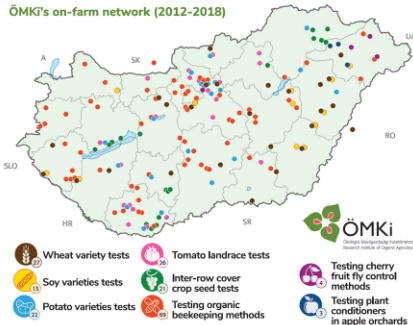 ÖMKi's on-farm network (2012-2018)
A
SK
UA
RO
SLO
HR
SR
ÖMKi
Ökológiai Mezőgazdasági Kutatóintézet
Research Institute of Organic Agriculture
Wheat variety tests
27
Soy varieties tests
13
Potato varieties tests
22
Tomato landrace tests
26
Inter-row cover
crop seed tests
21
Testing organic
beekeeping methods
69
Testing cherry
fruit fly control
methods
4
Testing plant
conditioners
in apple orchards
3